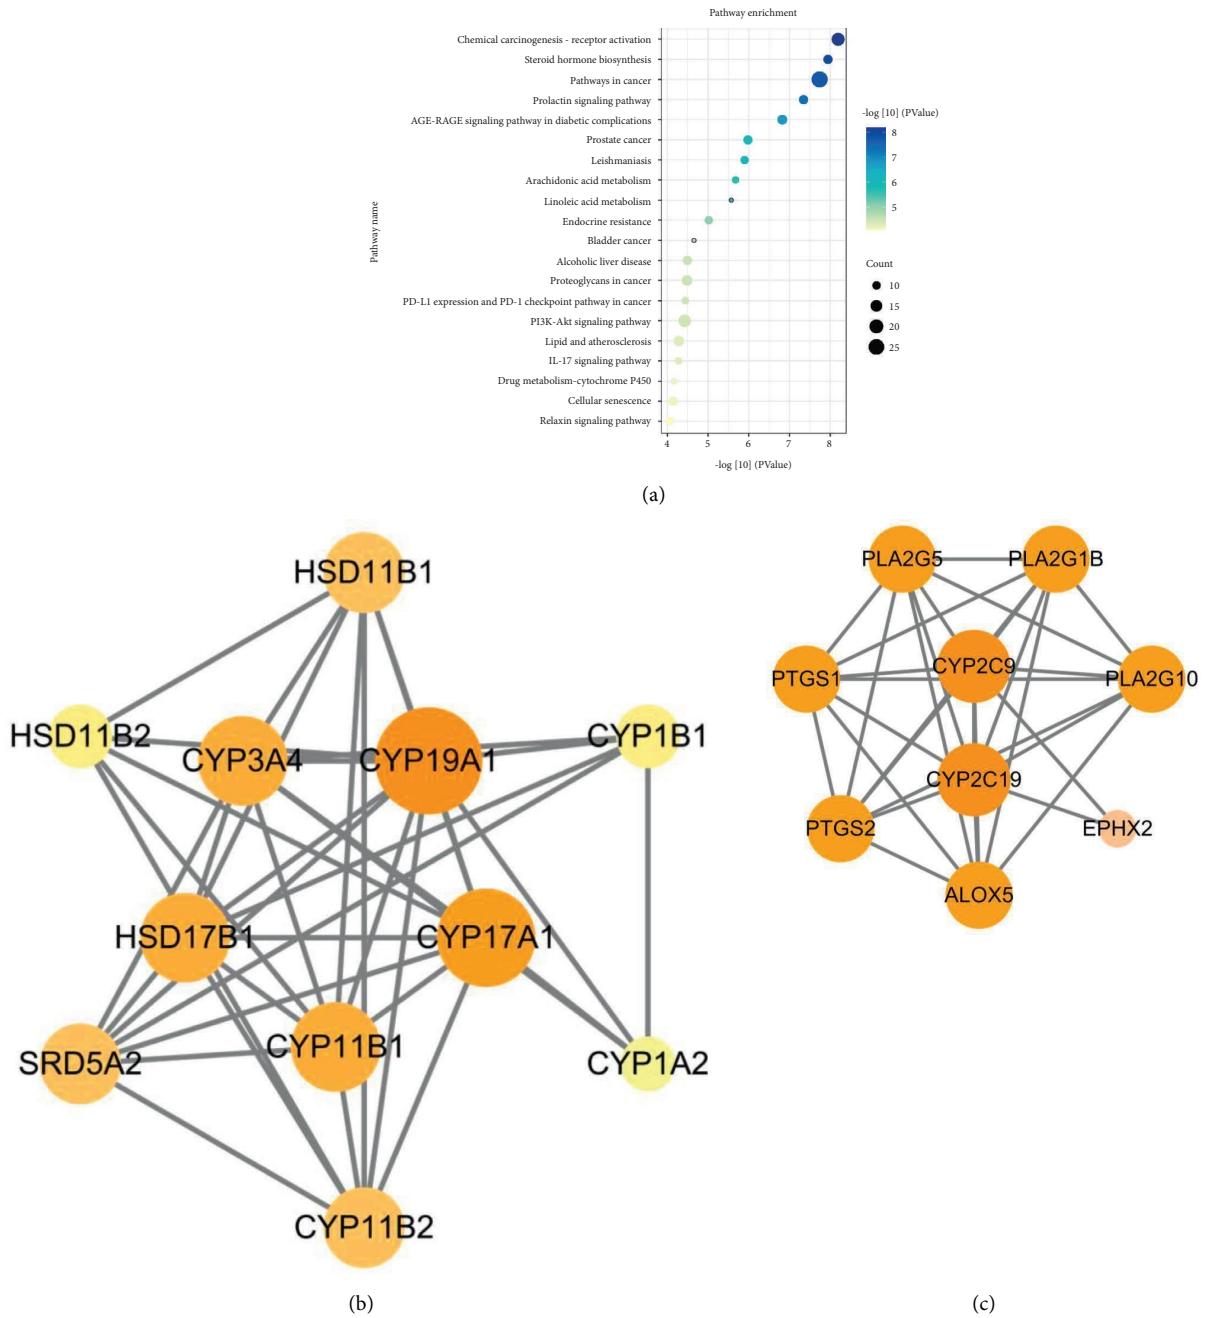 Pathway enrichment
Pathway name
Chemical carcinogenesis - receptor activation
Steroid hormone biosynthesis
Pathways in cancer
Prolactin signaling pathway
AGE-RAGE signaling pathway in diabetic complications
Prostate cancer
Leishmaniasis
Arachidonic acid metabolism
Linoleic acid metabolism
Endocrine resistance
Bladder cancer
Alcoholic liver disease
Proteoglycans in cancer
PD-L1 expression and PD-1 checkpoint pathway in cancer
PI3K-Akt signaling pathway
Lipid and atherosclerosis
IL-17 signaling pathway
Drug metabolism-cytochrome P450
Cellular senescence
Relaxin signaling pathway
4 5 6 7 8
-log [10] (PValue)
-log [10] (PValue)
8
7
6
5
Count
10
15
20
25
(a)
HSD11B1
HSD11B2
CYP3A4
CYP19A1
CYP1B1
HSD17B1
CYP17A1
SRD5A2
CYP11B1
CYP1A2
CYP11B2
(b)
PLA2G5
PLA2G1B
PTGS1
CYP2C9
PLA2G10
CYP2C19
PTGS2
EPHX2
ALOX5
(c)